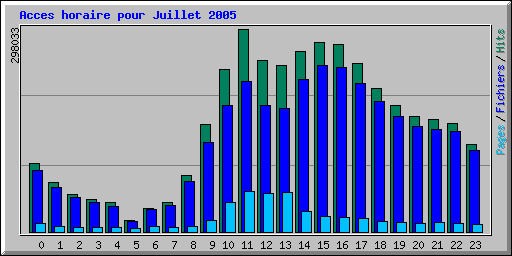 Acces horaire pour Juillet 2005
298033
Pages / Fichiers / Hits
0 1 2 3 4 5 6 7 8 9 10 11 12 13 14 15 16 17 18 19 20 21 22 23